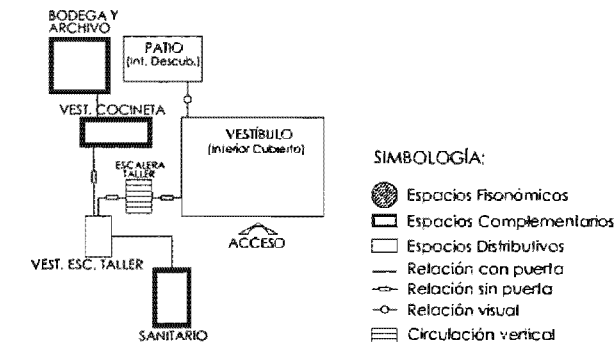 BODEGA Y
ARCHIVO
PATIO
(Int. Descub.)
VEST. COCINETA
VESTÍBULO
(Interior Cubierto)
ESCALERA
TALLER
ACCESO
VEST. ESC. TALLER
SANITARIO
SIMBOLOGÍA:
Espacios Fisonómicos
Espacios Complementarios
Espacios Distributivos
Relación con puerta
Relación sin puerta
Relación visual
Circulación vertical